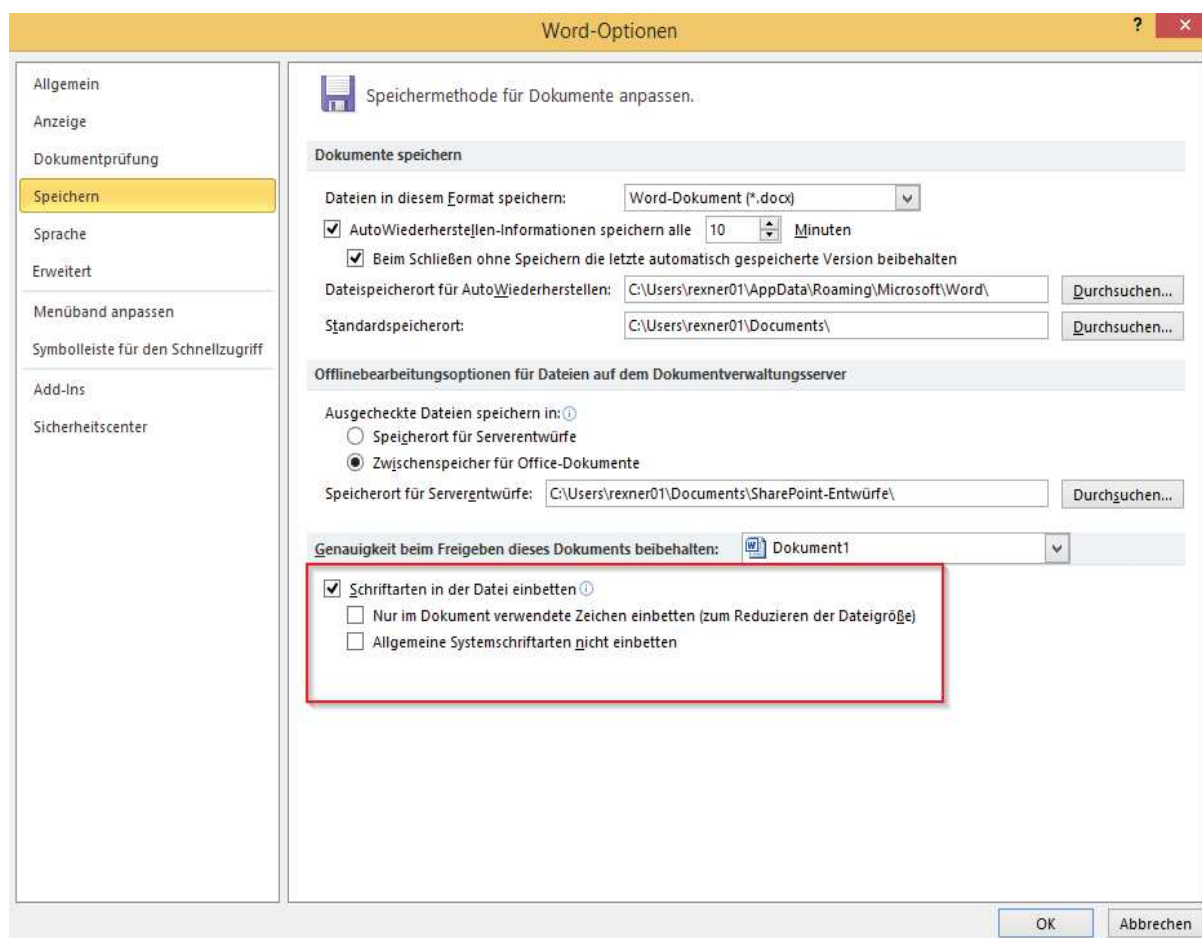 Word-Optionen
?
Allgemein
Anzeige
Dokumentprüfung
Speichern
Sprache
Erweitert
Menüband anpassen
Symbolleiste für den Schnellzugriff
Add-Ins
Sicherheitscenter
Speichermethode für Dokumente anpassen.
Dokumente speichern
Dateien in diesem Format speichern: Word-Dokument (*.docx)
AutoWiederherstellen-Informationen speichern alle 10 Minuten
Beim Schließen ohne Speichern die letzte automatisch gespeicherte Version beibehalten
Dateispeicherort für AutoWiederherstellen: C:\Users\rexner01\AppData\Roaming\Microsoft\Word\ Durchsuchen...
Standardspeicherort: C:\Users\rexner01\Documents\ Durchsuchen...
Offlinebearbeitungsoptionen für Dateien auf dem Dokumentverwaltungsserver
Ausgecheckte Dateien speichern in:
Speicherort für Serverentwürfe
Zwischenspeicher für Office-Dokumente
Speicherort für Serverentwürfe: C:\Users\rexner01\Documents\SharePoint-Entwürfe\ Durchsuchen...
Genauigkeit beim Freigeben dieses Dokuments beibehalten: Dokument1
Schriftarten in der Datei einbetten
Nur im Dokument verwendete Zeichen einbetten (zum Reduzieren der Dateigröße)
Allgemeine Systemschriftarten nicht einbetten
OK Abbrechen